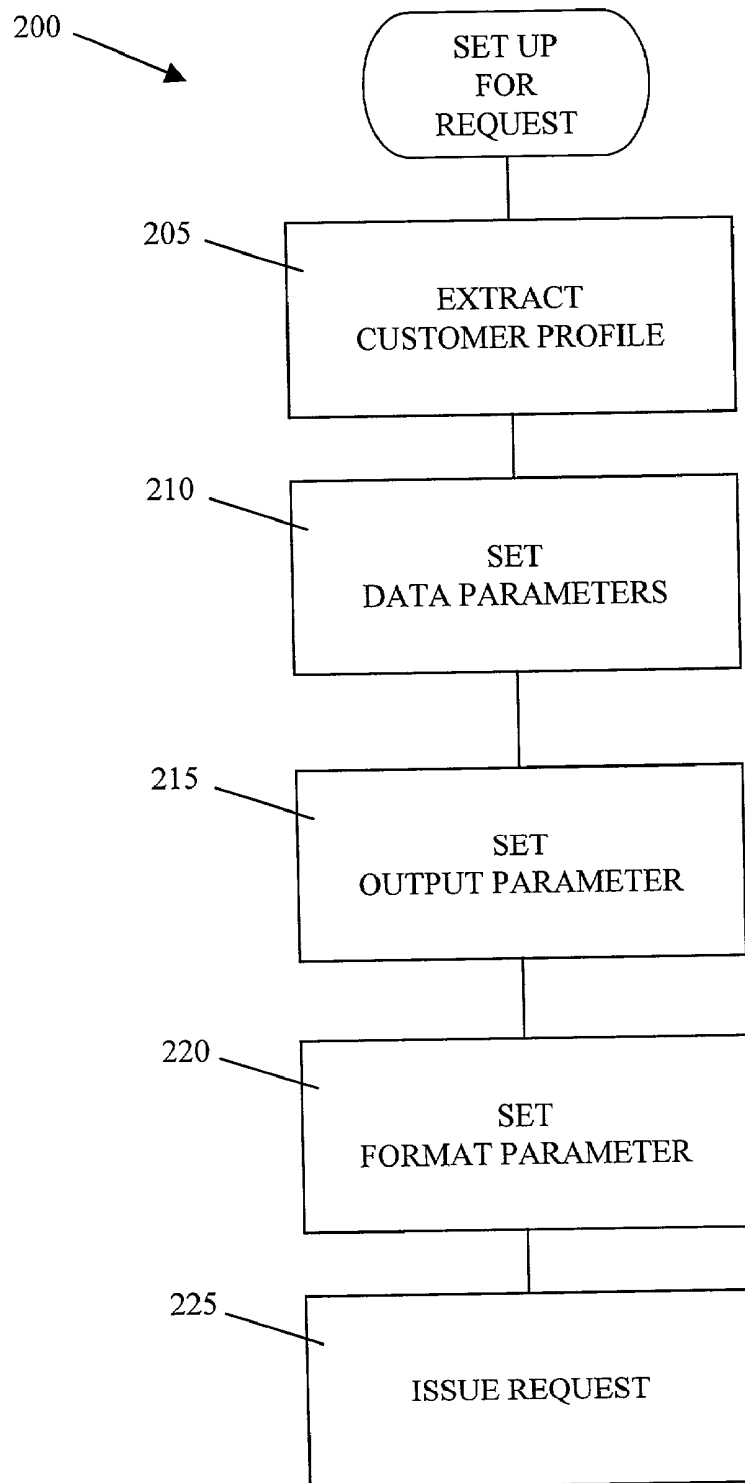 200
SET UP
FOR
REQUEST
205
EXTRACT
CUSTOMER PROFILE
210
SET
DATA PARAMETERS
215
SET
OUTPUT PARAMETER
220
SET
FORMAT PARAMETER
225
ISSUE REQUEST